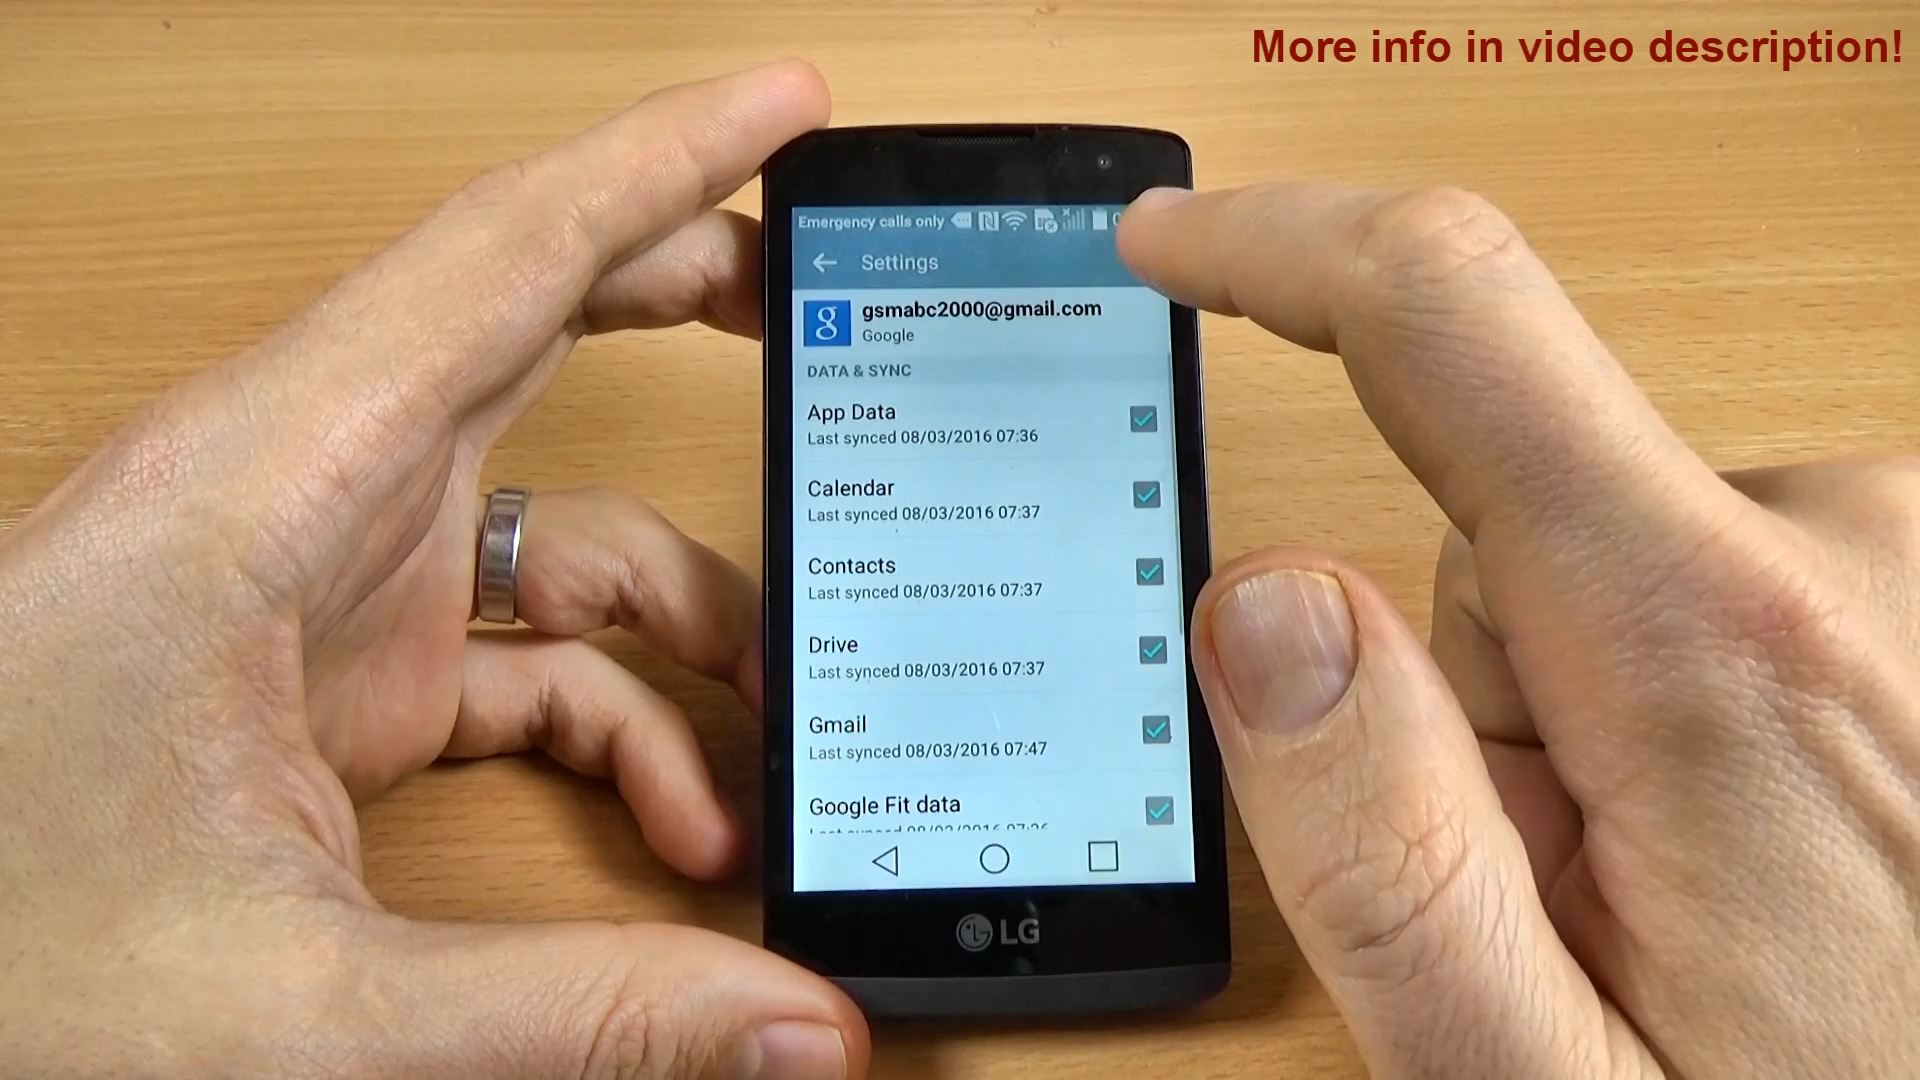 More info in video description!
Emergency calls only
Settings
g
gsmabc2000@gmail.com
Google
DATA & SYNC
App Data
Last synced 08/03/2016 07:36
Calendar
Last synced 08/03/2016 07:37
Contacts
Last synced 08/03/2016 07:37
Drive
Last synced 08/03/2016 07:37
Gmail
Last synced 08/03/2016 07:47
Google Fit data
LG